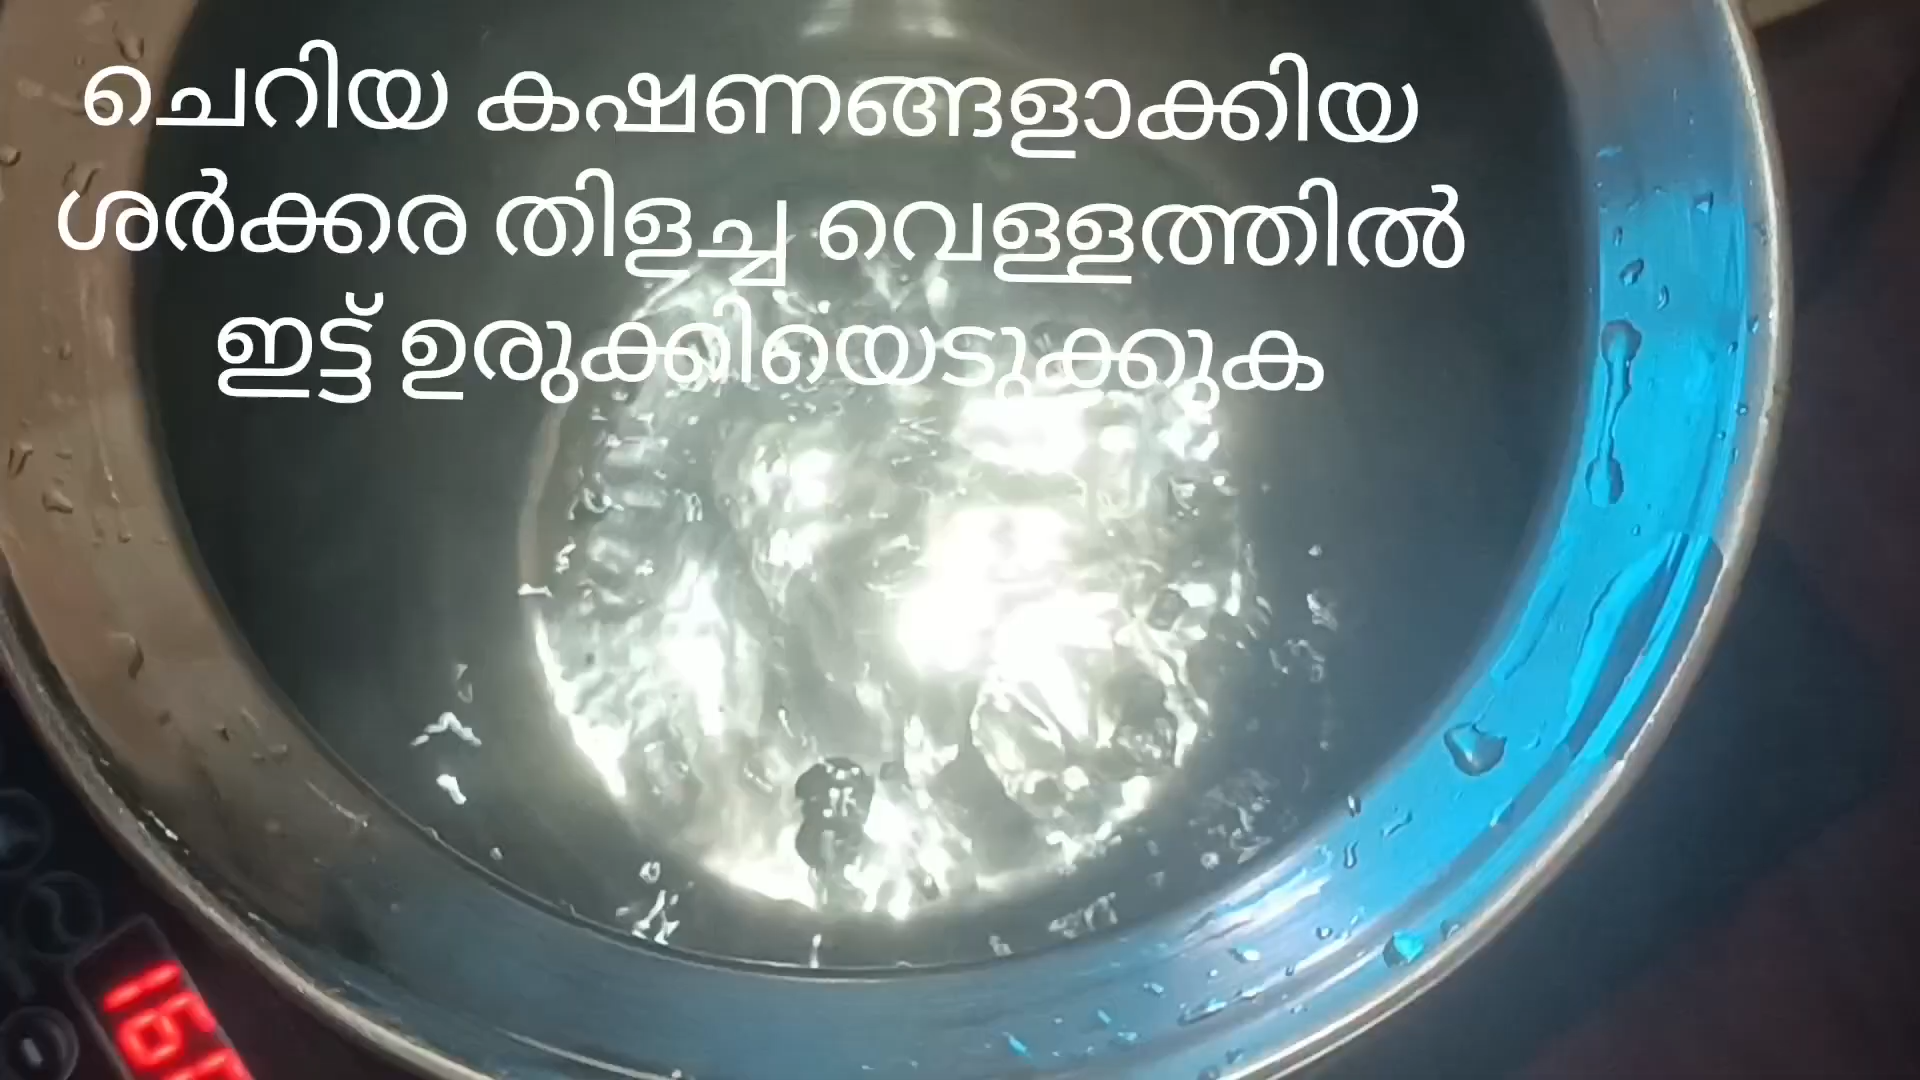 ചെറിയ കഷണങ്ങളാക്കിയ
ശർക്കര തിളച്ച വെള്ളത്തിൽ
ഇട്ട് ഉരുക്കിയെടുക്കുക